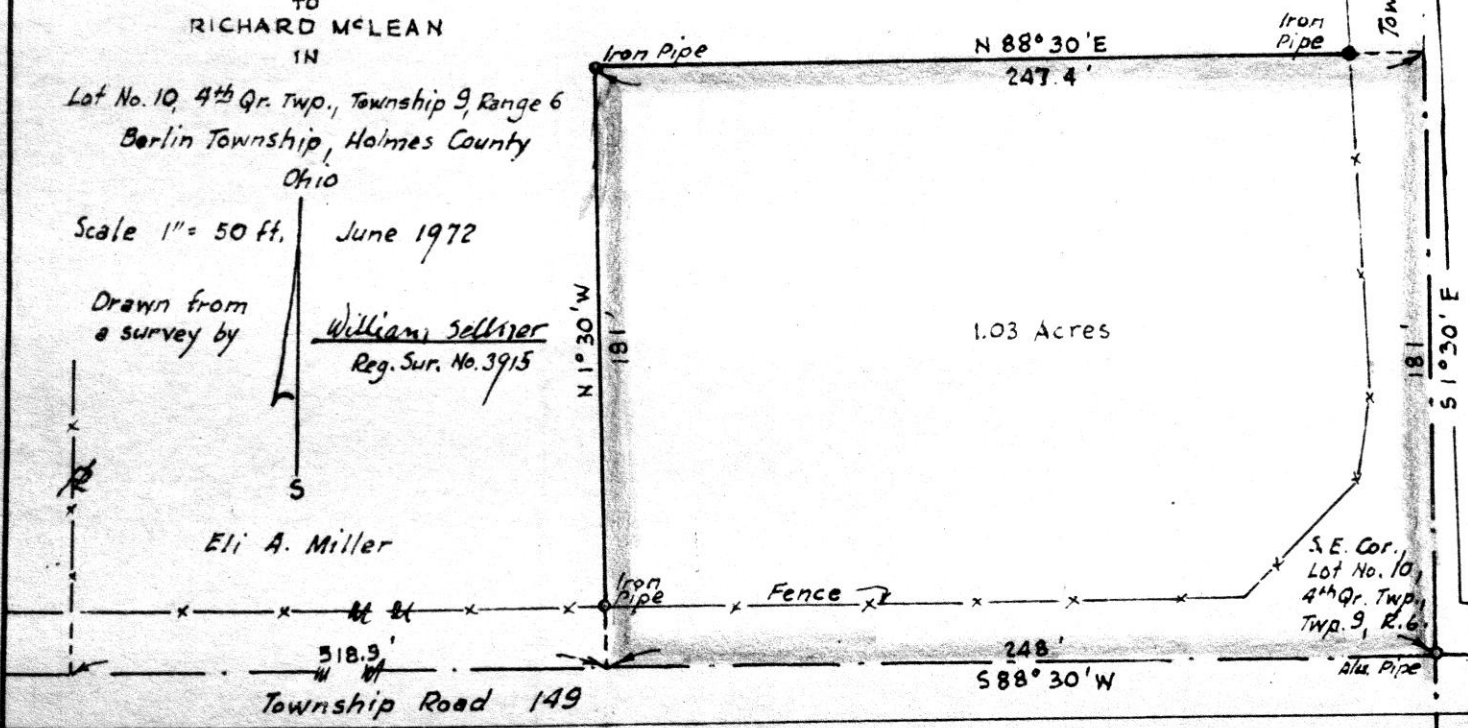 TO
RICHARD McLEAN
IN
Lot No. 10, 4th Qr. Twp., Township 9, Range 6
Berlin Township, Holmes County
Ohio
Scale 1" = 50 ft.
June 1972
Drawn from
a survey by
William
Reg. Sur. No. 3915
S
Eli A. Miller
518.9'
Township Road 149
Iron Pipe
N 88° 30' E
247.4'
Iron
Pipe
N 1° 30' W
181'
1.03 Acres
181'
S 1° 30' E
Iron
Pipe
Fence
S.E. Cor.,
Lot No. 10,
4th Qr. Twp.,
Twp. 9, R. 6
248'
S 88° 30' W
Pipe